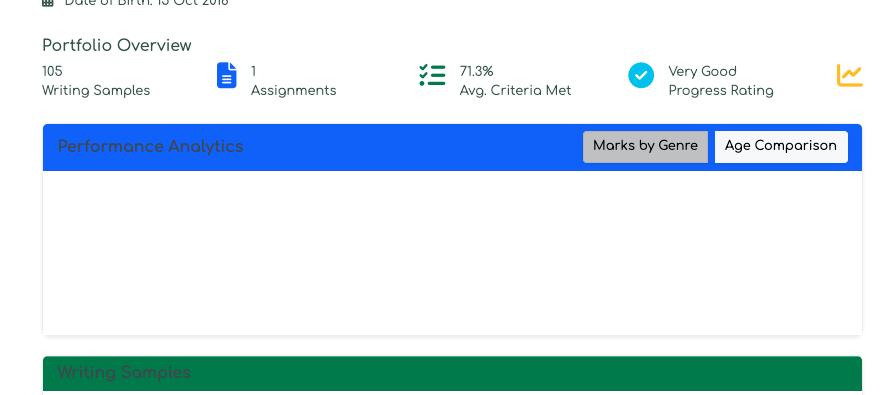 Date of Birth: 15 Oct 2016
Portfolio Overview
105
Writing Samples
1
Assignments
71.3%
Avg. Criteria Met
Very Good
Progress Rating
Performance Analytics
Marks by Genre
Age Comparison
Writing Samples